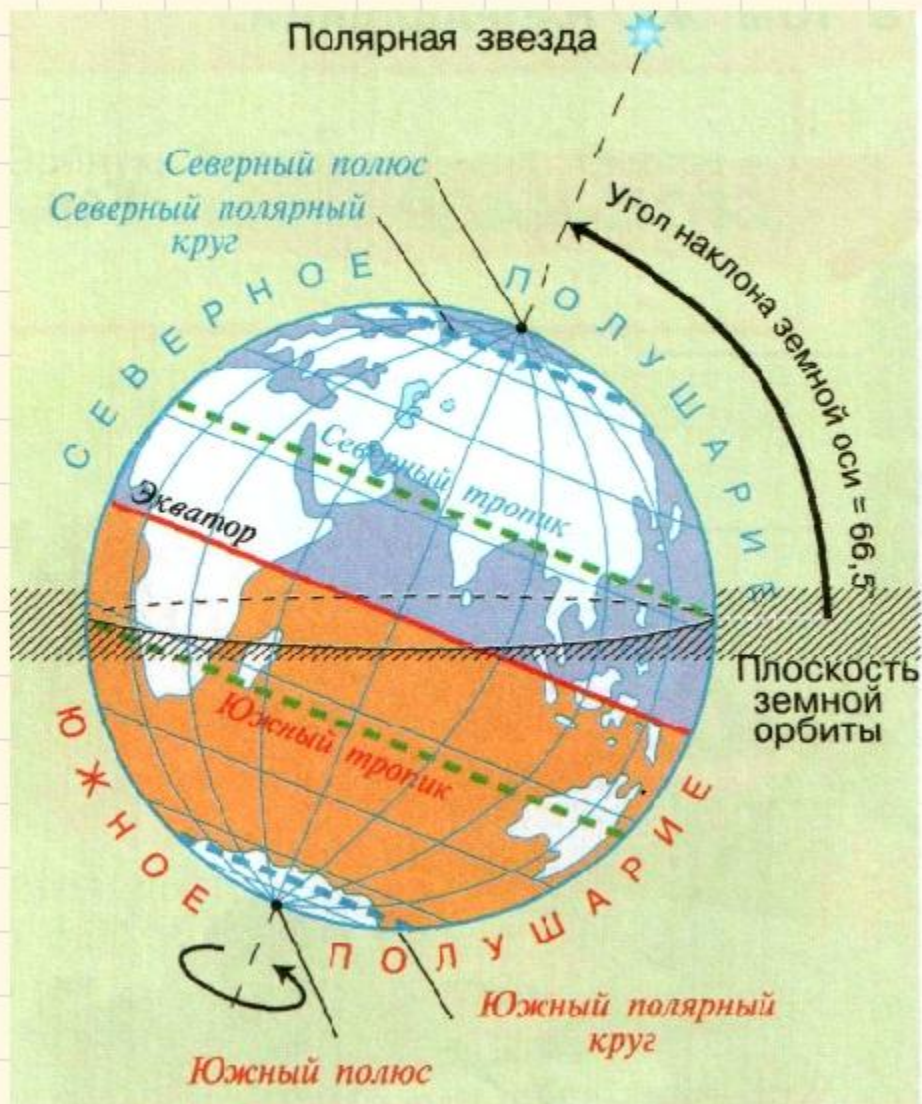 Полярная звезда
Северный полюс
Северный полярный
круг
Угол наклона земной оси = 66,5
СЕВЕРНОЕ ПОЛУШАРИЕ
Северный тропик
Экватор
Плоскость
земной
орбиты
Южный тропик
ЮЖНОЕ ПОЛУШАРИЕ
Южный полярный
круг
Южный полюс